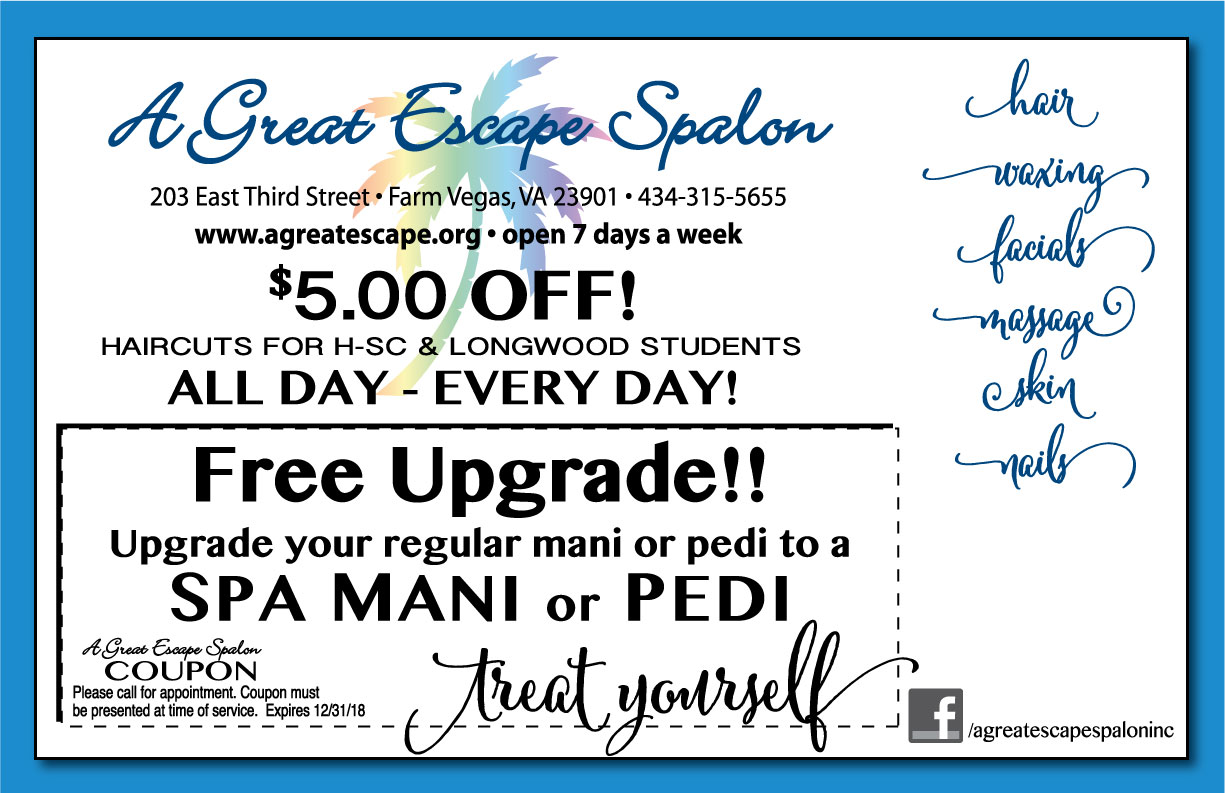 A Great Escape Spalon
203 East Third Street • Farm Vegas, VA 23901 • 434-315-5655
www.agreatescape.org • open 7 days a week
$5.00 OFF!
HAIRCUTS FOR H-SC & LONGWOOD STUDENTS
ALL DAY - EVERY DAY!
Free Upgrade!!
Upgrade your regular mani or pedi to a
SPA MANI or PEDI
A Great Escape Spalon
COUPON
Please call for appointment. Coupon must
be presented at time of service. Expires 12/31/18
treat yourself
hair
waxing
facials
massage
skin
nails
f
/agreatescapespaloninc